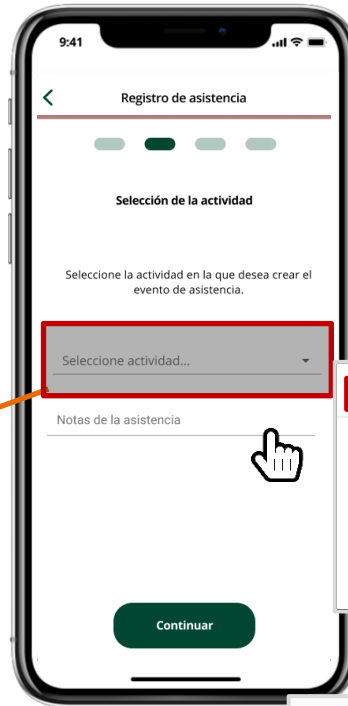 9:41
Registro de asistencia
Selección de la actividad
Seleccione la actividad en la que desea crear el
evento de asistencia.
Seleccione actividad...
Notas de la asistencia
Continuar